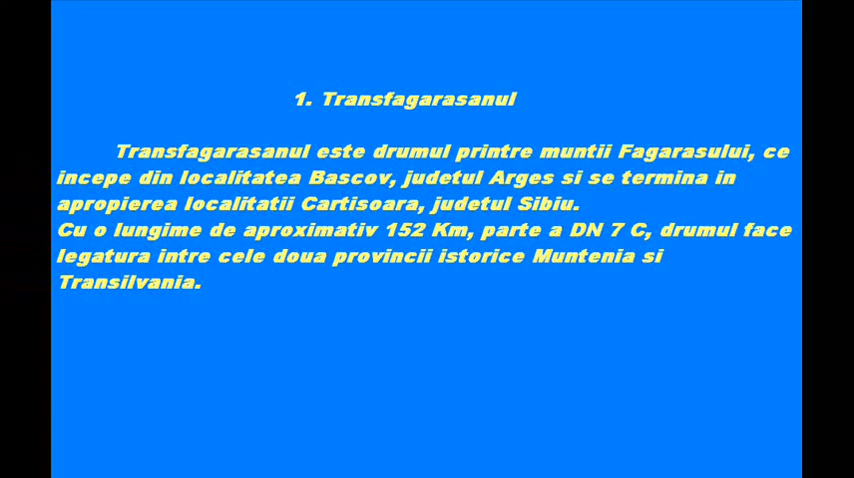 1. Transfagarasanul
Transfagarasanul este drumul printre muntii Fagarasului, ce
incepe din localitatea Bascov, judetul Arges si se termina in
apropierea localitatii Cartisoara, judetul Sibiu.
Cu o lungime de aproximativ 152 Km, parte a DN 7 C, drumul face
legatura intre cele doua provincii istorice Muntenia si
Transilvania.